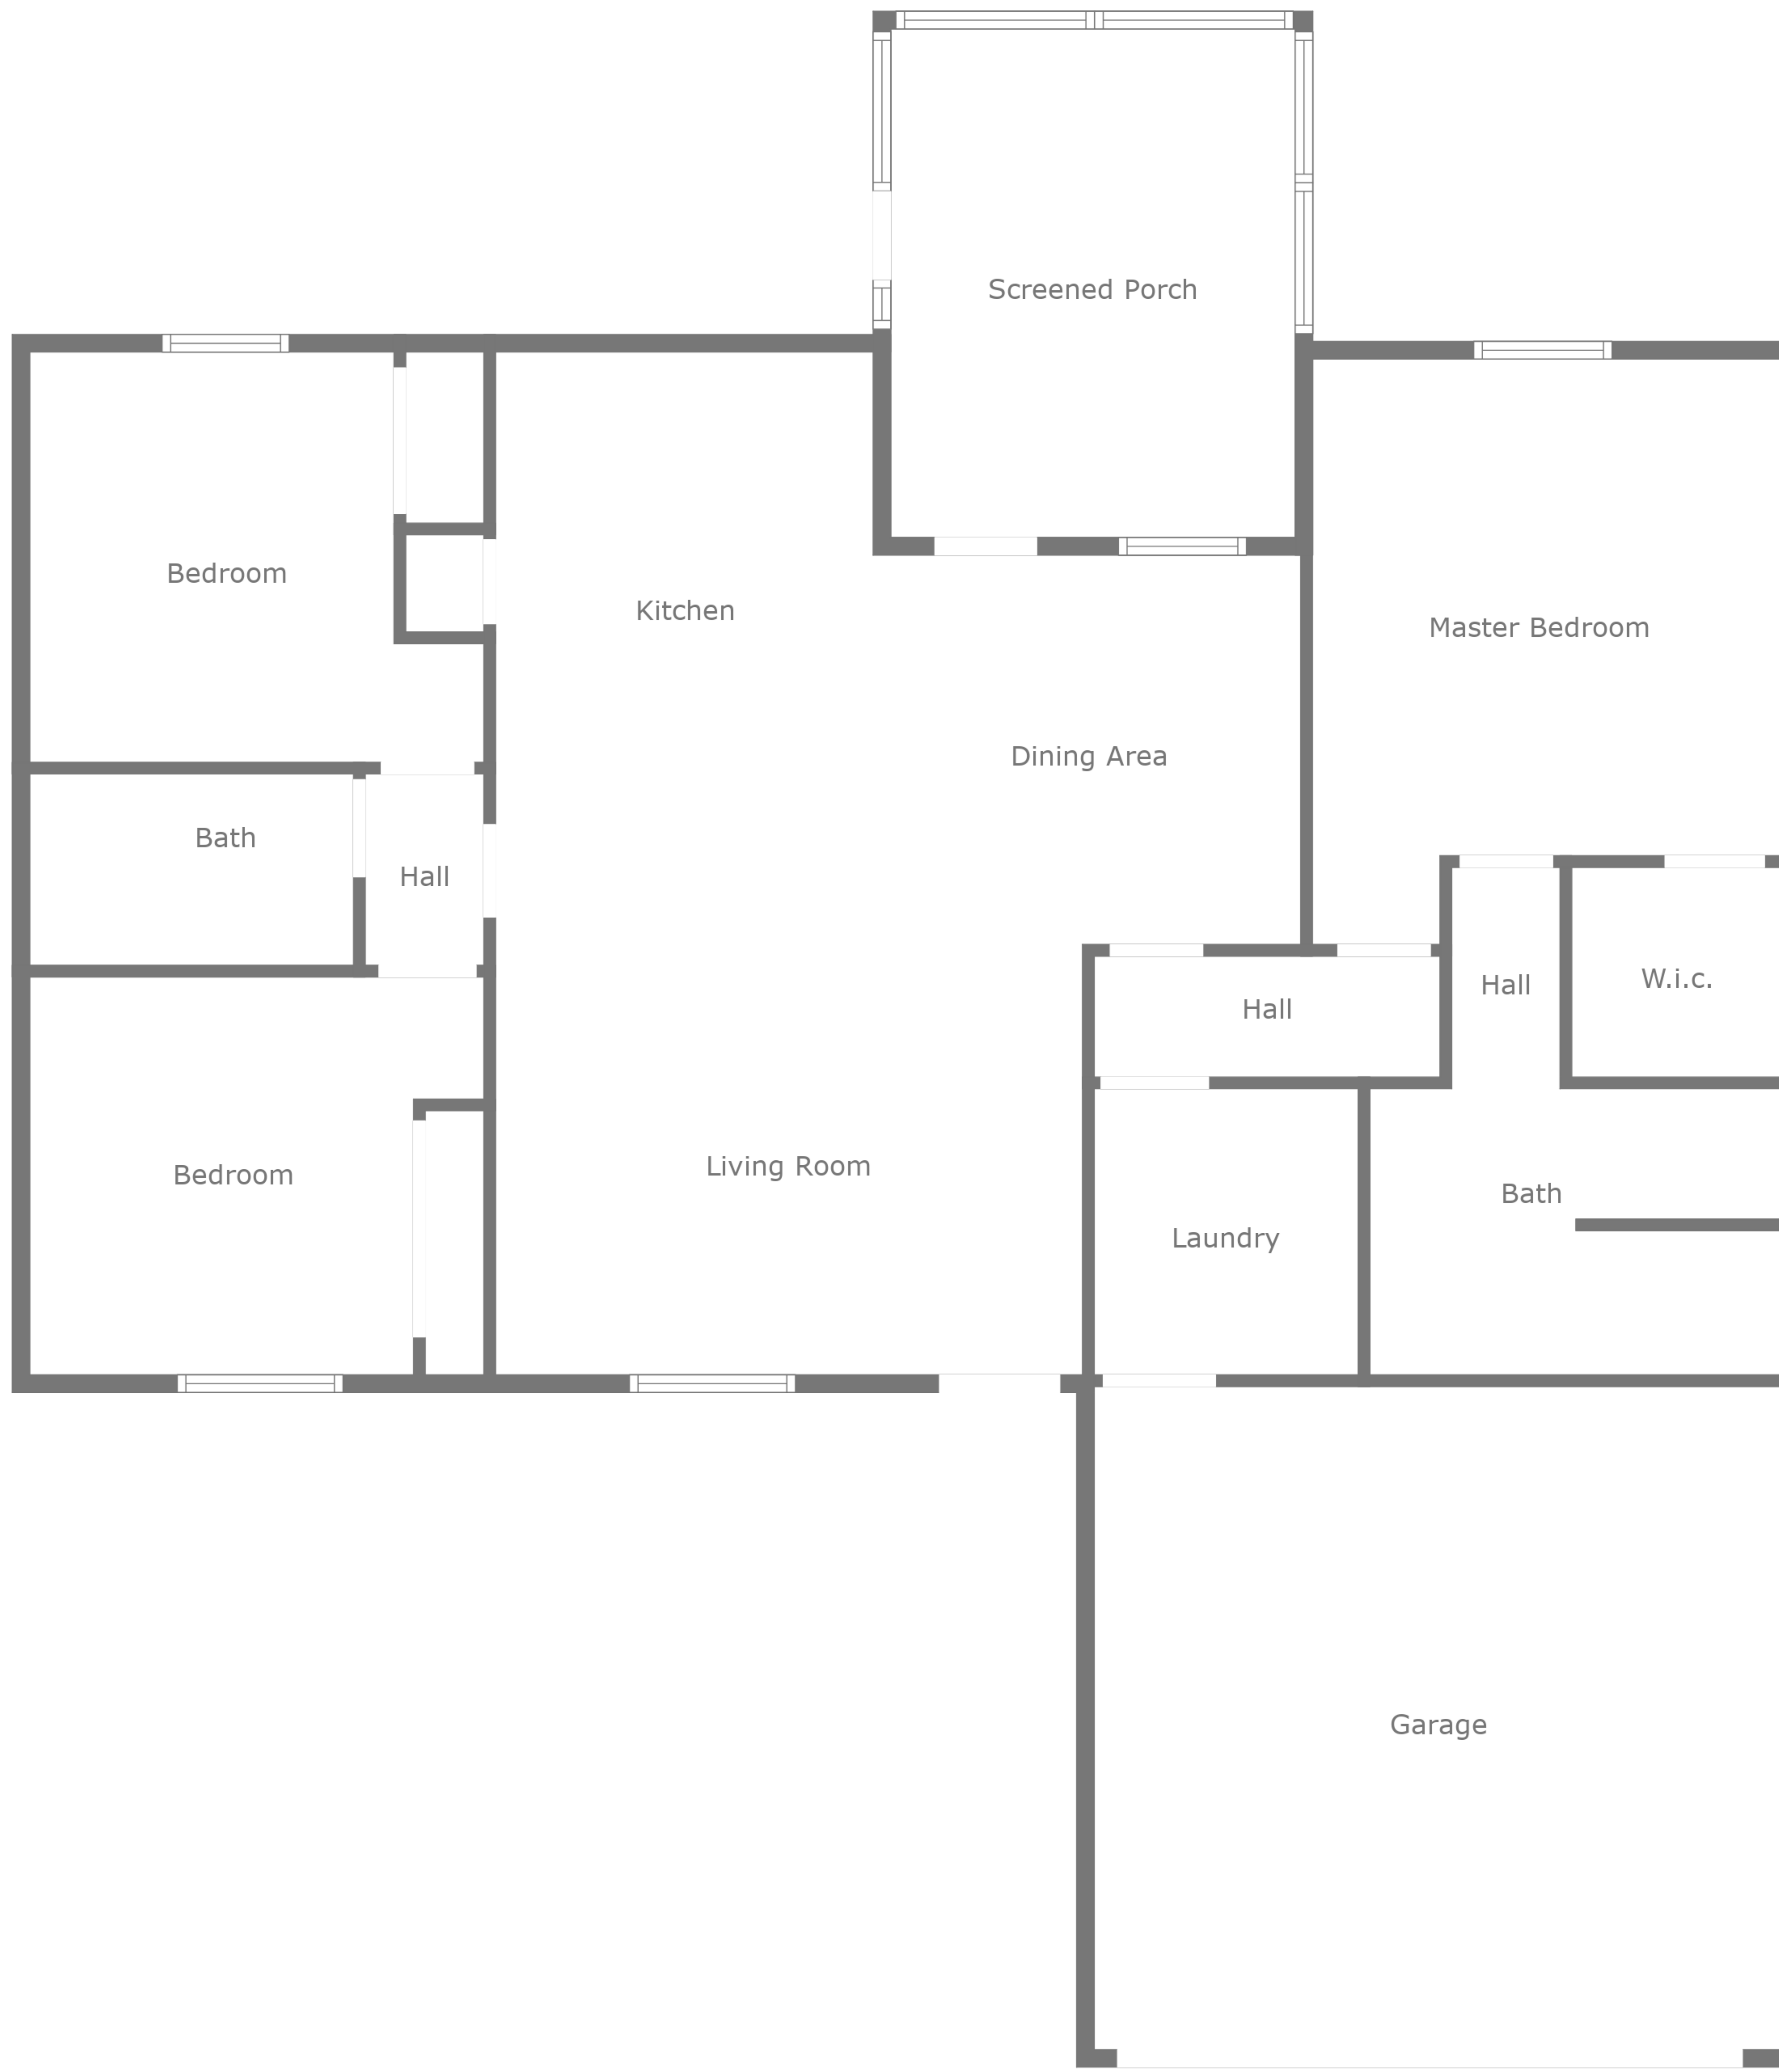 Screened Porch
Bedroom
Kitchen
Master Bedroom
Dining Area
Bath
Hall
W.i.c.
Hall
Hall
Living Room
Bedroom
Bath
Laundry
Garage